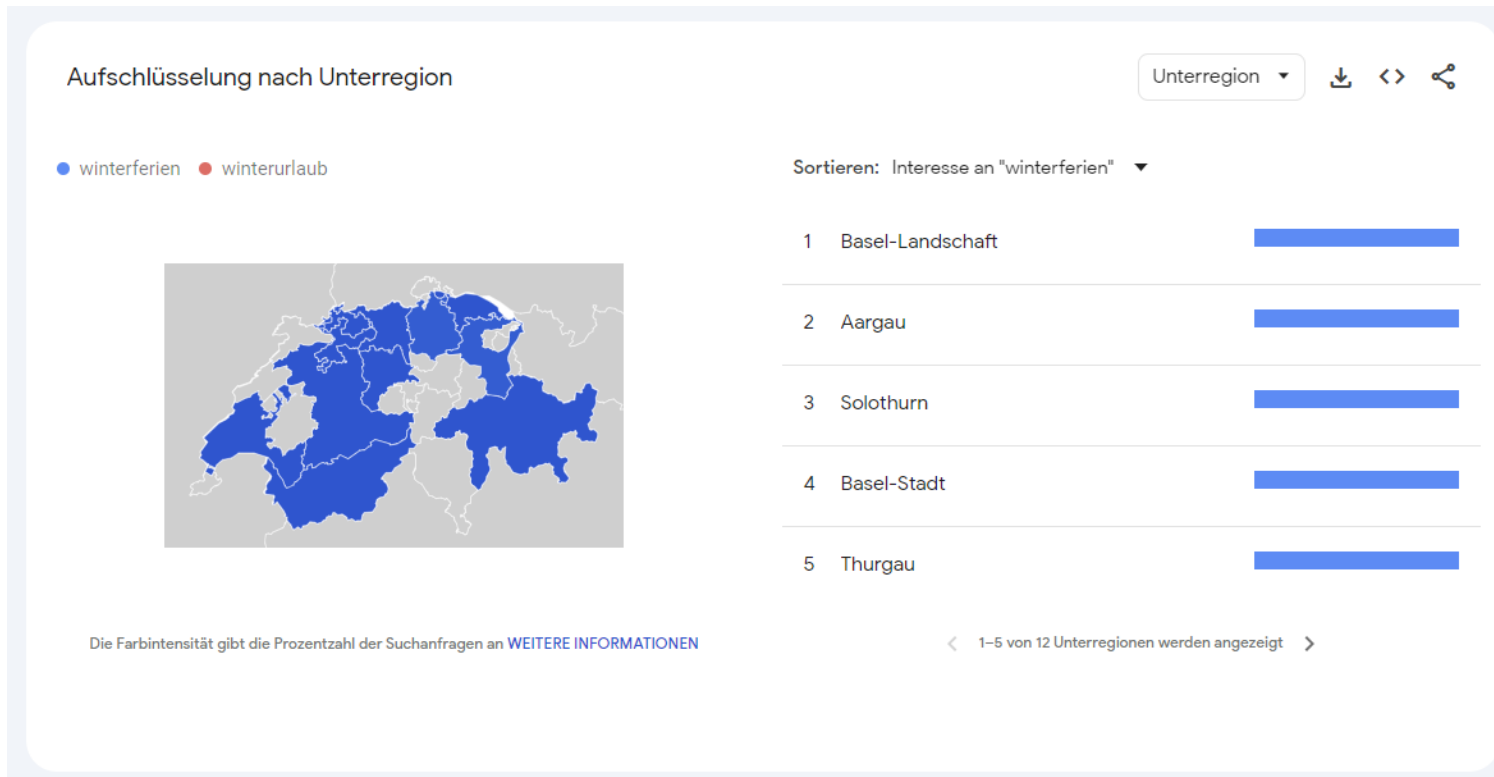 Aufschlüsselung nach Unterregion
Unterregion
winterferien winterurlaub
Sortieren: Interesse an "winterferien"
1 Basel-Landschaft
2 Aargau
3 Solothurn
4 Basel-Stadt
5 Thurgau
Die Farbintensität gibt die Prozentzahl der Suchanfragen an WEITERE INFORMATIONEN
1–5 von 12 Unterregionen werden angezeigt